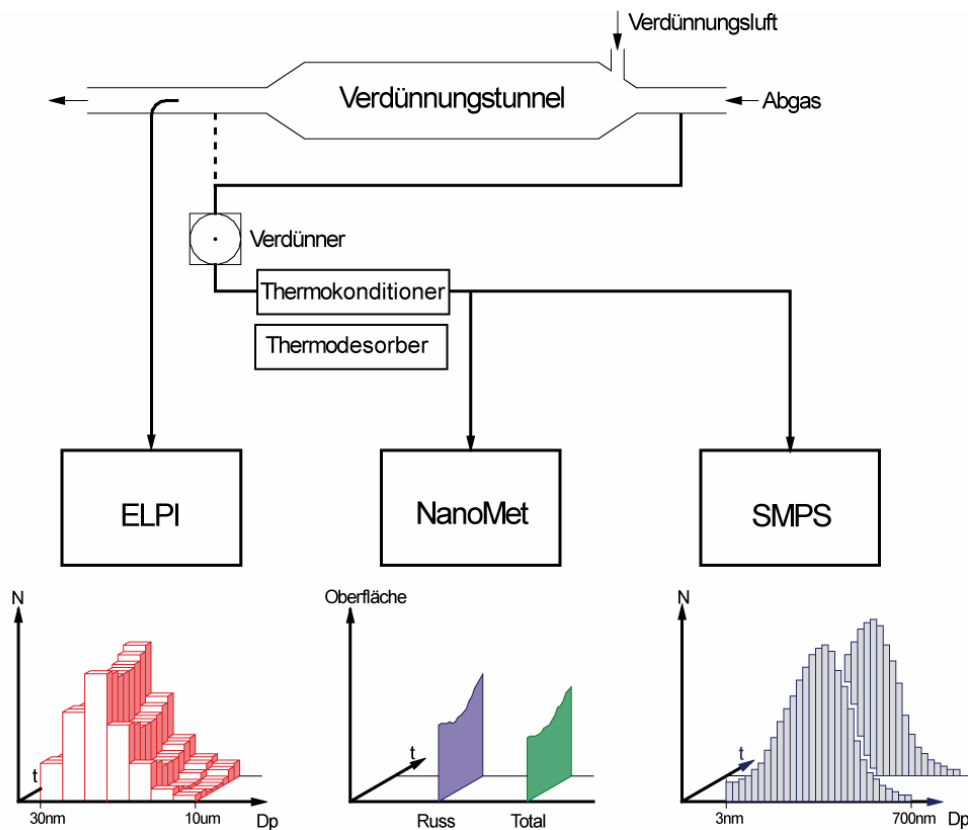 Verdünnungsluft
Verdünnungstunnel
Abgas
Verdünner
Thermokonditioner
Thermodesorber
ELPI
NanoMet
SMPS
N
t
30nm
10um
Dp
Oberfläche
t
Russ
Total
N
t
3nm
700nm
Dp